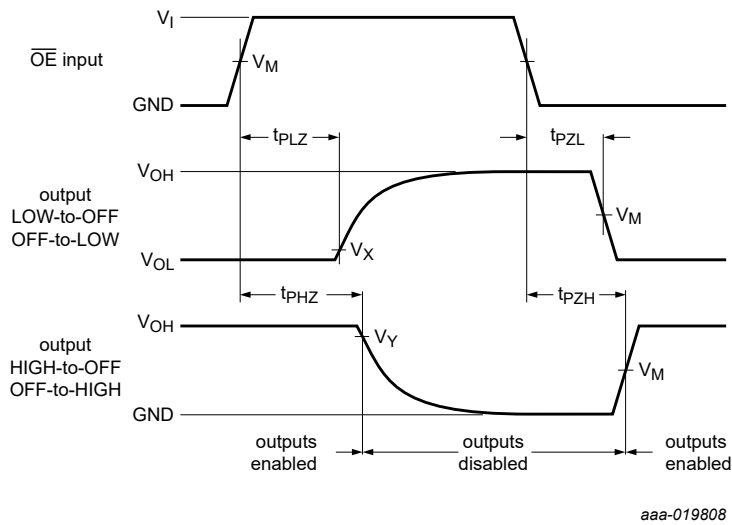 V_I
OE input
V_M
GND
t_PLZ
t_PZL
V_OH
output
LOW-to-OFF
OFF-to-LOW
V_M
V_X
V_OL
t_PHZ
t_PZH
V_OH
output
HIGH-to-OFF
OFF-to-HIGH
V_Y
V_M
GND
outputs
enabled
outputs
disabled
outputs
enabled
aaa-019808